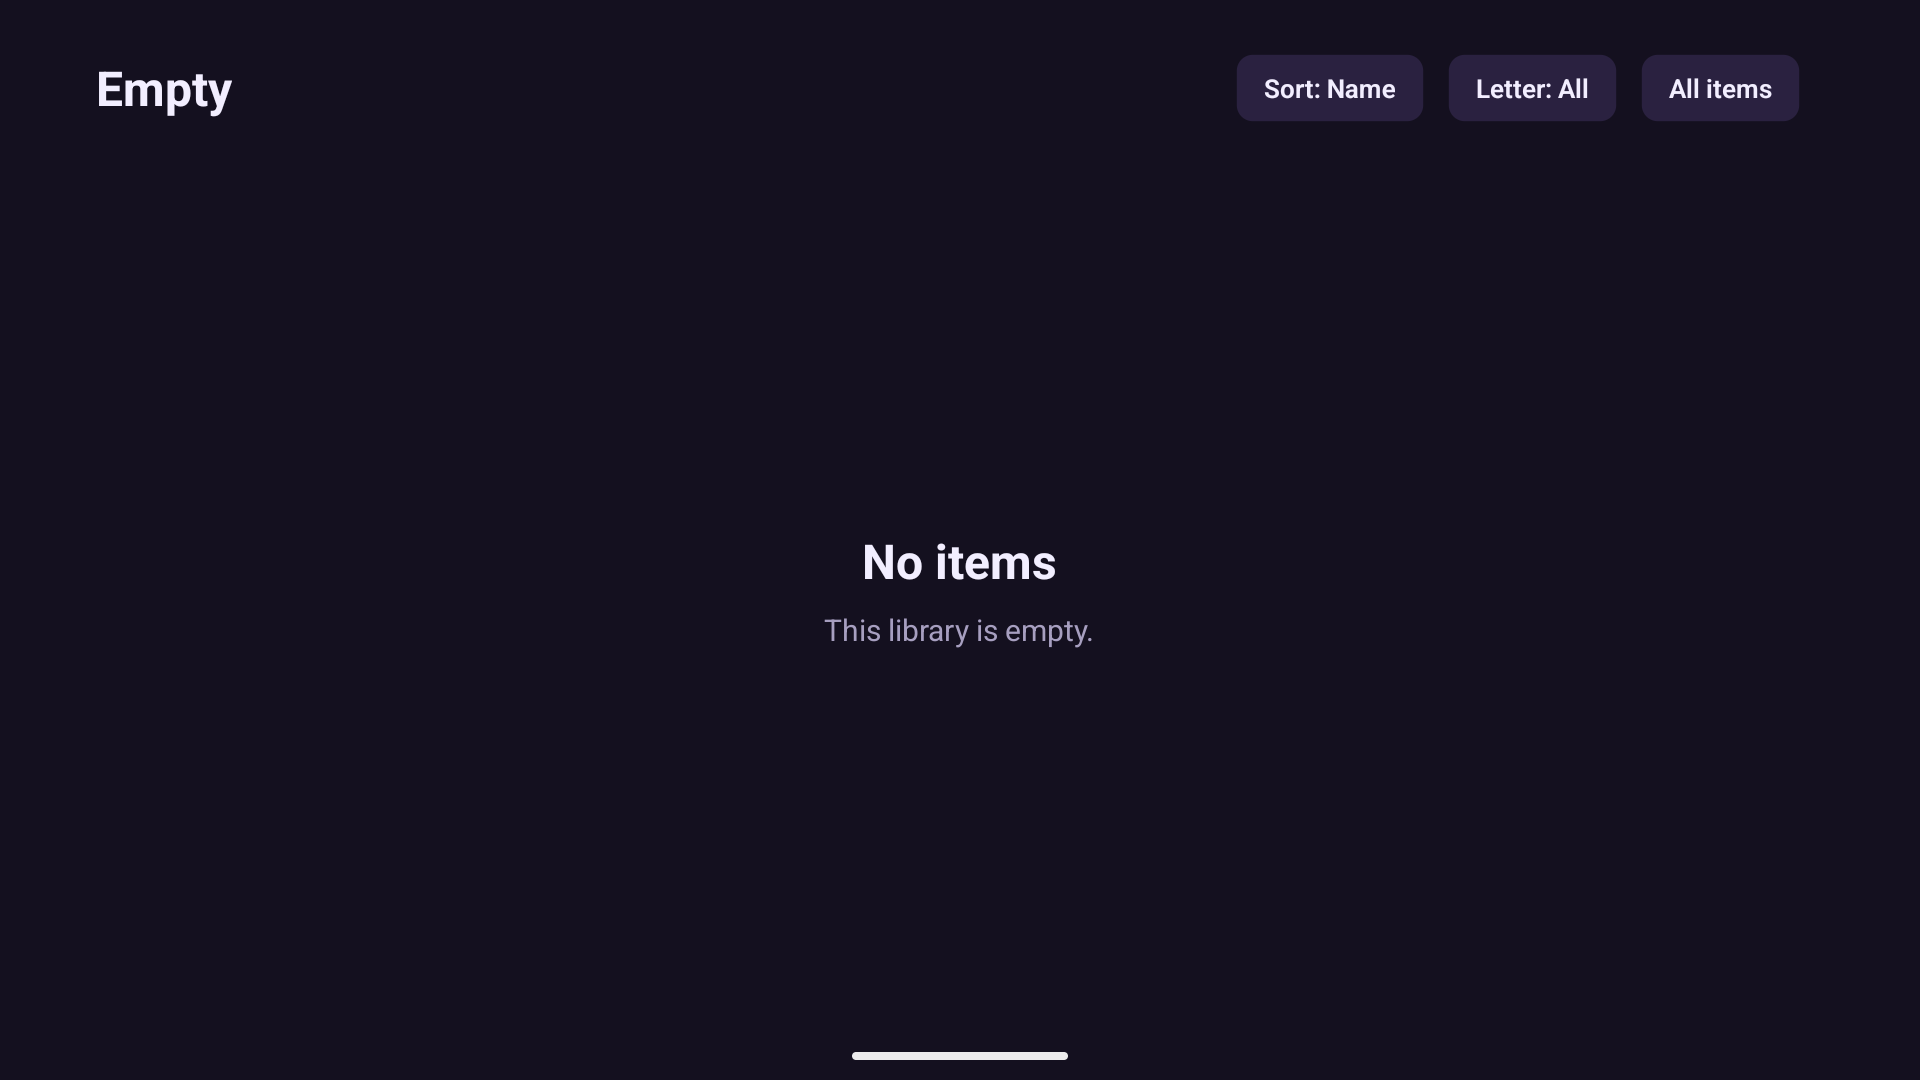 Empty
Sort: Name
Letter: All
All items
No items
This library is empty.